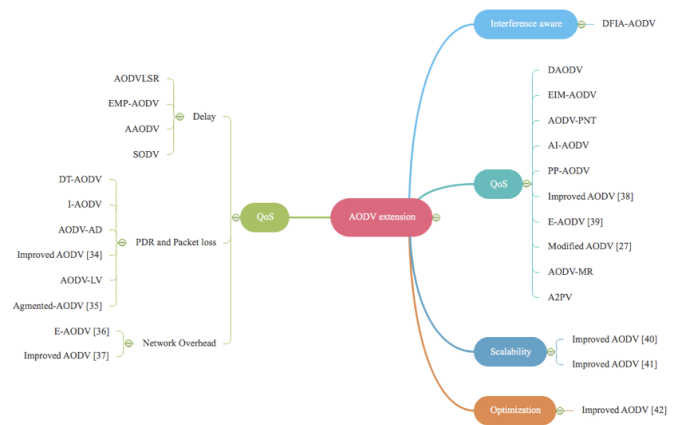 Interference aware
DFIA-AODV
AODVLSR
EMP-AODV
AAODV
SODV
Delay
DT-AODV
I-AODV
AODV-AD
Improved AODV [34]
AODV-LV
Agmented-AODV [35]
PDR and Packet loss
E-AODV [36]
Improved AODV [37]
Network Overhead
QoS
AODV extension
QoS
DAODV
EIM-AODV
AODV-PNT
AI-AODV
PP-AODV
Improved AODV [38]
E-AODV [39]
Modified AODV [27]
AODV-MR
A2PV
Scalability
Improved AODV [40]
Improved AODV [41]
Optimization
Improved AODV [42]